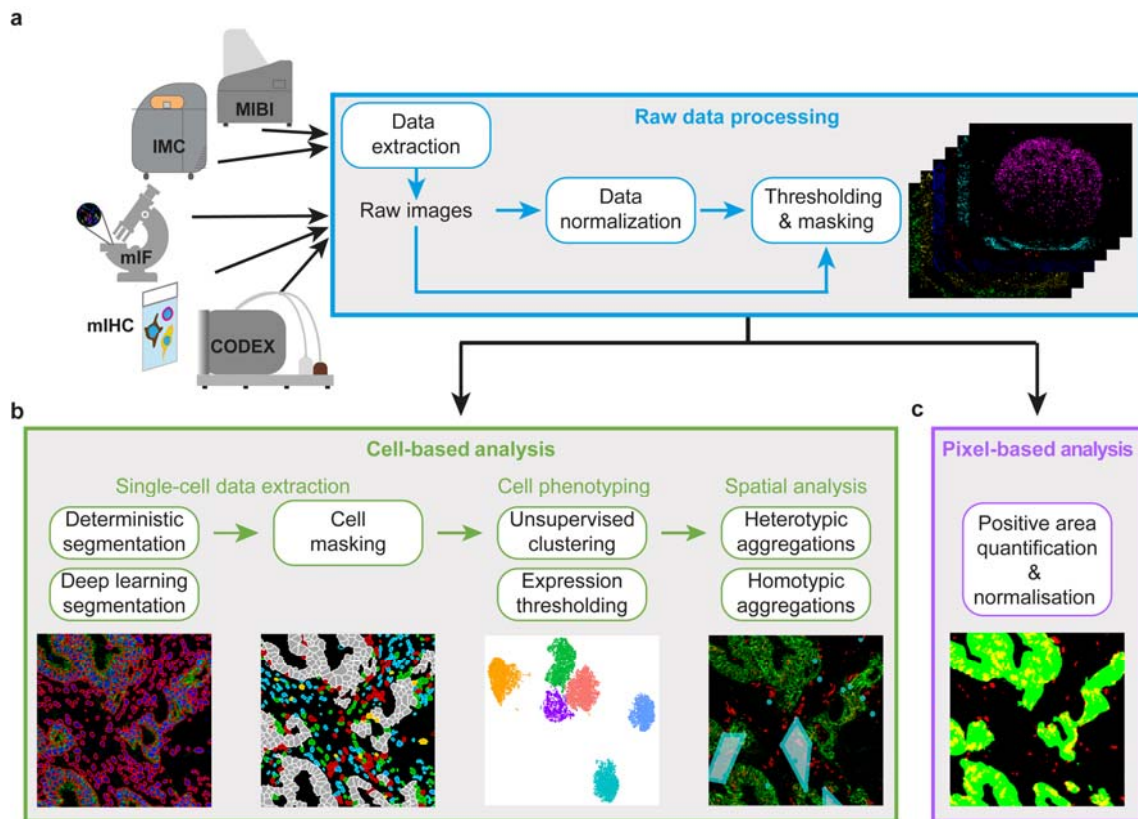 a
MIBI
IMC
mIF
mIHC
CODEX
Raw data processing
Data
extraction
Raw images
Data
normalization
Thresholding
& masking
b
Cell-based analysis
Single-cell data extraction
Cell phenotyping
Spatial analysis
Deterministic
segmentation
Deep learning
segmentation
Cell
masking
Unsupervised
clustering
Expression
thresholding
Heterotypic
aggregations
Homotypic
aggregations
c
Pixel-based analysis
Positive area
quantification
&
normalisation